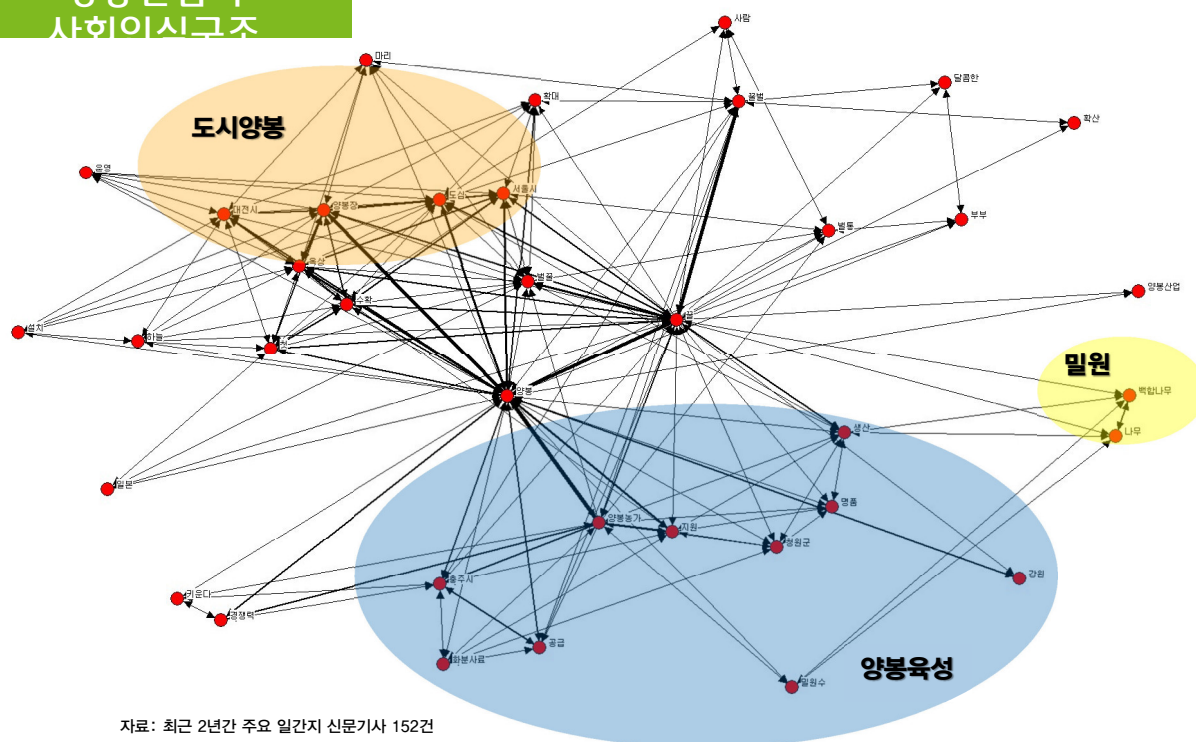 사회인식구조
사람
마리
꿀벌
달콤한
확대
확산
도시양봉
운영
대전시
양봉장
도심
서울시
벌통
부부
옥상
벌꿀
수확
양봉산업
꿀
설치
하늘
양봉
밀원
백합나무
나무
생산
일본
명품
양봉농가
지원
청원군
강원
충주시
키운다
경쟁력
공급
화분사료
양봉육성
밀원수
자료: 최근 2년간 주요 일간지 신문기사 152건